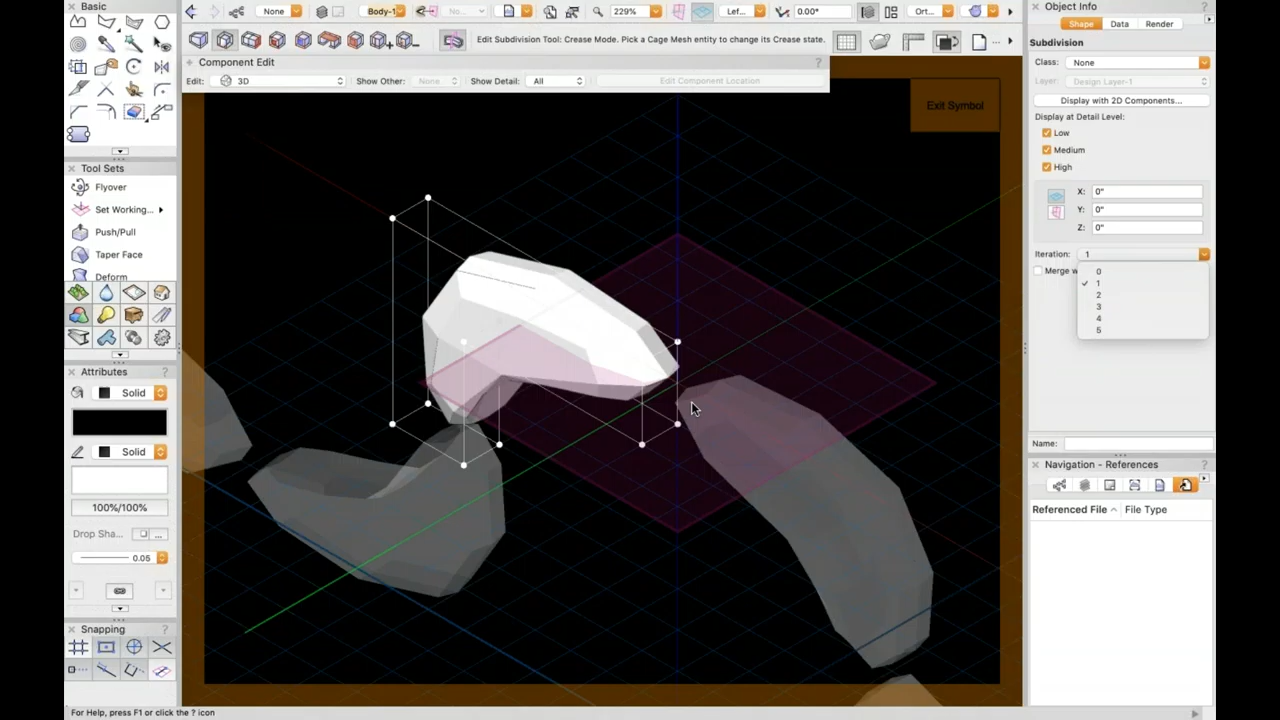 Basic
None
Body-1
No...
229%
Lef...
0.00°
Ort...
Edit Subdivision Tool: Crease Mode. Pick a Cage Mesh entity to change its Crease state.
...
Component Edit
?
Edit:
3D
Show Other:
None
Show Detail:
All
Edit Component Location
Exit Symbol
Tool Sets
Flyover
Set Working...
Push/Pull
Taper Face
Deform
Attributes
?
Solid
Solid
100%/100%
Drop Sha...
...
0.05
Snapping
?
For Help, press F1 or click the ? icon
Object Info
?
Shape
Data
Render
Subdivision
Class:
None
Layer:
Design Layer-1
Display with 2D Components...
Display at Detail Level:
Low
Medium
High
X:
0"
Y:
0"
Z:
0"
Iteration:
1
Merge w
0
✓ 1
2
3
4
5
Name:
Navigation - References
?
Referenced File
File Type